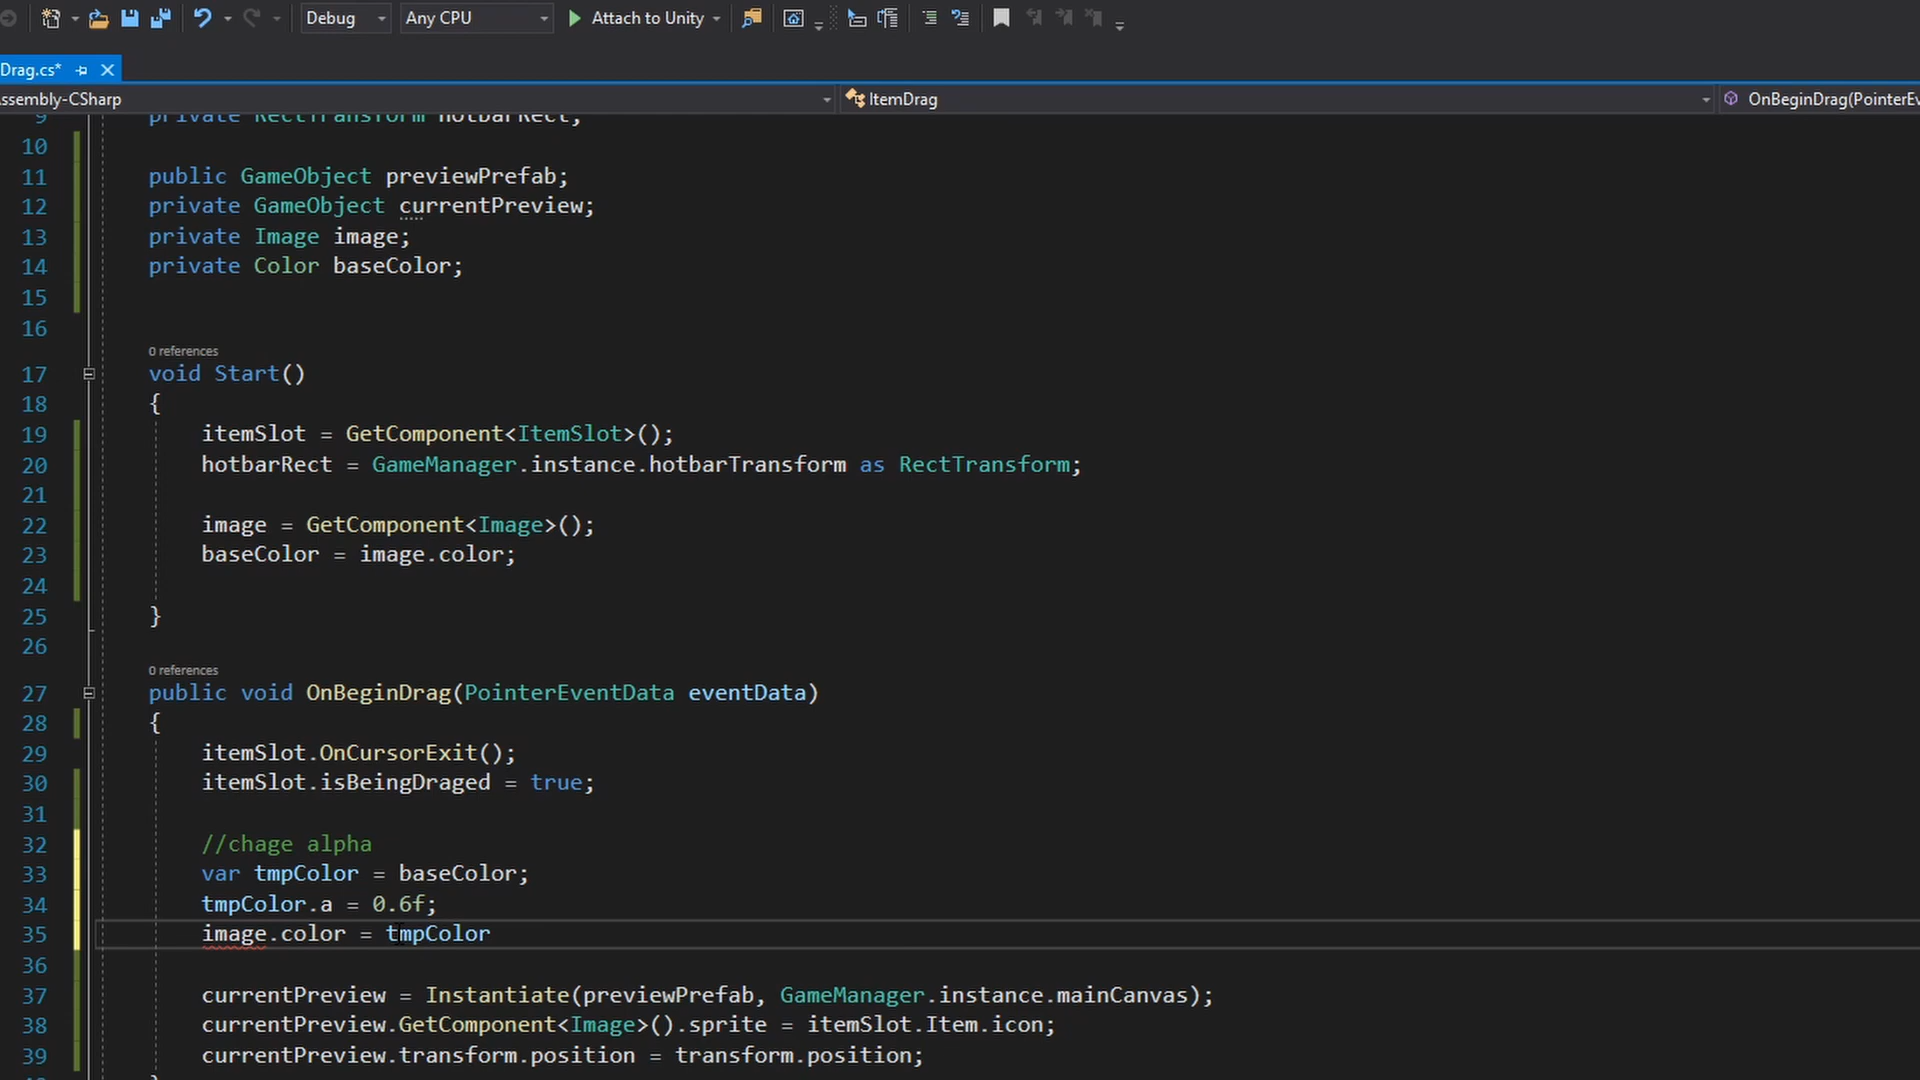 Debug Any CPU Attach to Unity
Drag.cs*
ssembly-CSharp ItemDrag OnBeginDrag(PointerEv
9 private RectTransform hotbarRect;
10
11 public GameObject previewPrefab;
12 private GameObject currentPreview;
13 private Image image;
14 private Color baseColor;
15
16
0 references
17 void Start()
18 {
19 itemSlot = GetComponent<ItemSlot>();
20 hotbarRect = GameManager.instance.hotbarTransform as RectTransform;
21
22 image = GetComponent<Image>();
23 baseColor = image.color;
24
25 }
26
0 references
27 public void OnBeginDrag(PointerEventData eventData)
28 {
29 itemSlot.OnCursorExit();
30 itemSlot.isBeingDraged = true;
31
32 //chage alpha
33 var tmpColor = baseColor;
34 tmpColor.a = 0.6f;
35 image.color = tmpColor
36
37 currentPreview = Instantiate(previewPrefab, GameManager.instance.mainCanvas);
38 currentPreview.GetComponent<Image>().sprite = itemSlot.Item.icon;
39 currentPreview.transform.position = transform.position;